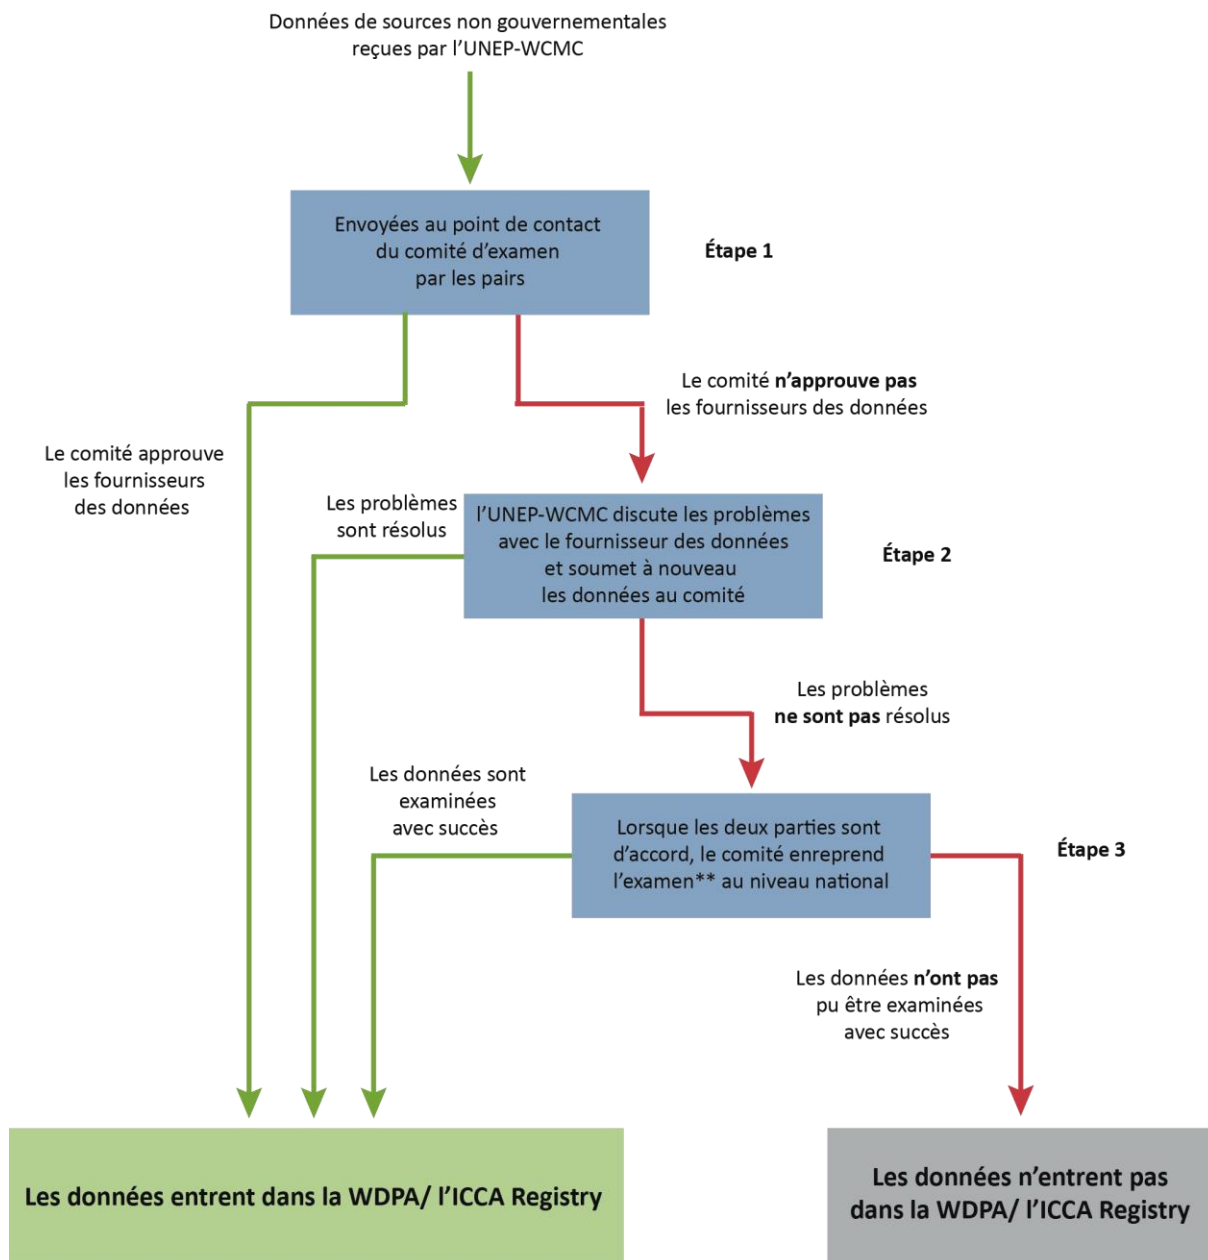 Données de sources non gouvernementales
reçues par l'UNEP-WCMC
Envoyées au point de contact
du comité d'examen
par les pairs
Étape 1
Le comité n'approuve pas
les fournisseurs des données
Le comité approuve
les fournisseurs
des données
Les problèmes
sont résolus
l'UNEP-WCMC discute les problèmes
avec le fournisseur des données
et soumet à nouveau
les données au comité
Étape 2
Les problèmes
ne sont pas résolus
Les données sont
examinées
avec succès
Lorsque les deux parties sont
d'accord, le comité enreprend
l'examen** au niveau national
Étape 3
Les données n'ont pas
pu être examinées
avec succès
Les données entrent dans la WDPA/ l'ICCA Registry
Les données n'entrent pas
dans la WDPA/ l'ICCA Registry